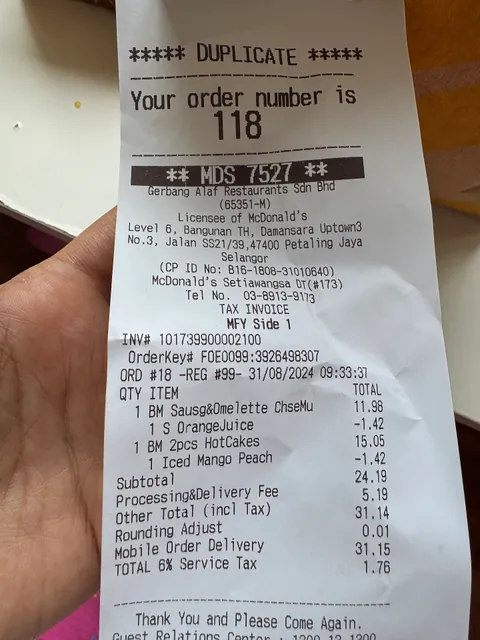 ***** DUPLICATE *****
Your order number is
118
** MDS 7527 **
Gerbang Alaf Restaurants Sdn Bhd
(65351-M)
Licensee of McDonald's
Level 6, Bangunan TH, Damansara Uptown3
No.3, Jalan SS21/39,47400 Petaling Jaya
Selangor
(CP ID No: B16-1808-31010640)
McDonald's Setiawangsa DT(#173)
Tel No. 03-8913-9173
TAX INVOICE
MFY Side 1
INV# 101739900002100
OrderKey# FOE0099:3926498307
ORD #18 -REG #99- 31/08/2024 09:33:37
QTY ITEM TOTAL
1 BM Sausg&Omelette ChseMu 11.98
1 S OrangeJuice -1.42
1 BM 2pcs HotCakes 15.05
1 Iced Mango Peach -1.42
Subtotal 24.19
Processing&Delivery Fee 5.19
Other Total (incl Tax) 31.14
Rounding Adjust 0.01
Mobile Order Delivery 31.15
TOTAL 6% Service Tax 1.76
Thank You and Please Come Again.
Guest Relations Center :